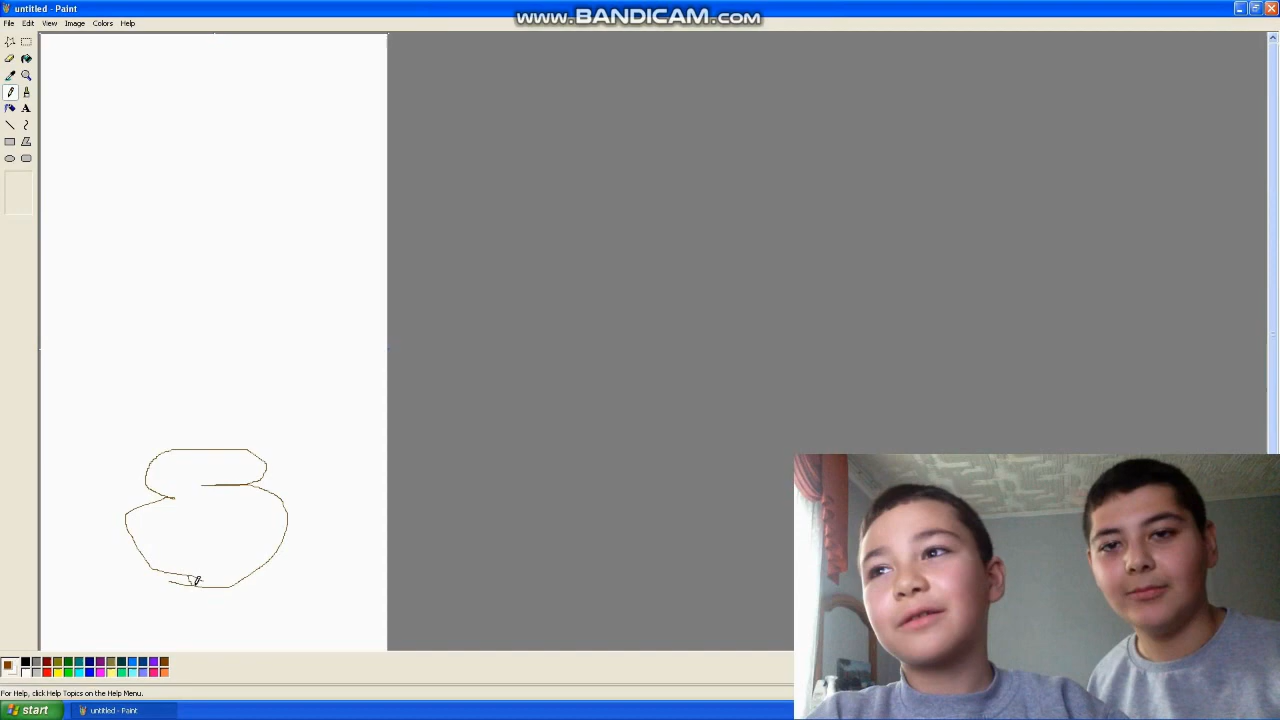 untitled - Paint
www.BANDICAM.com
File Edit View Image Colors Help
A
For Help, click Help Topics on the Help Menu.
start
untitled - Paint